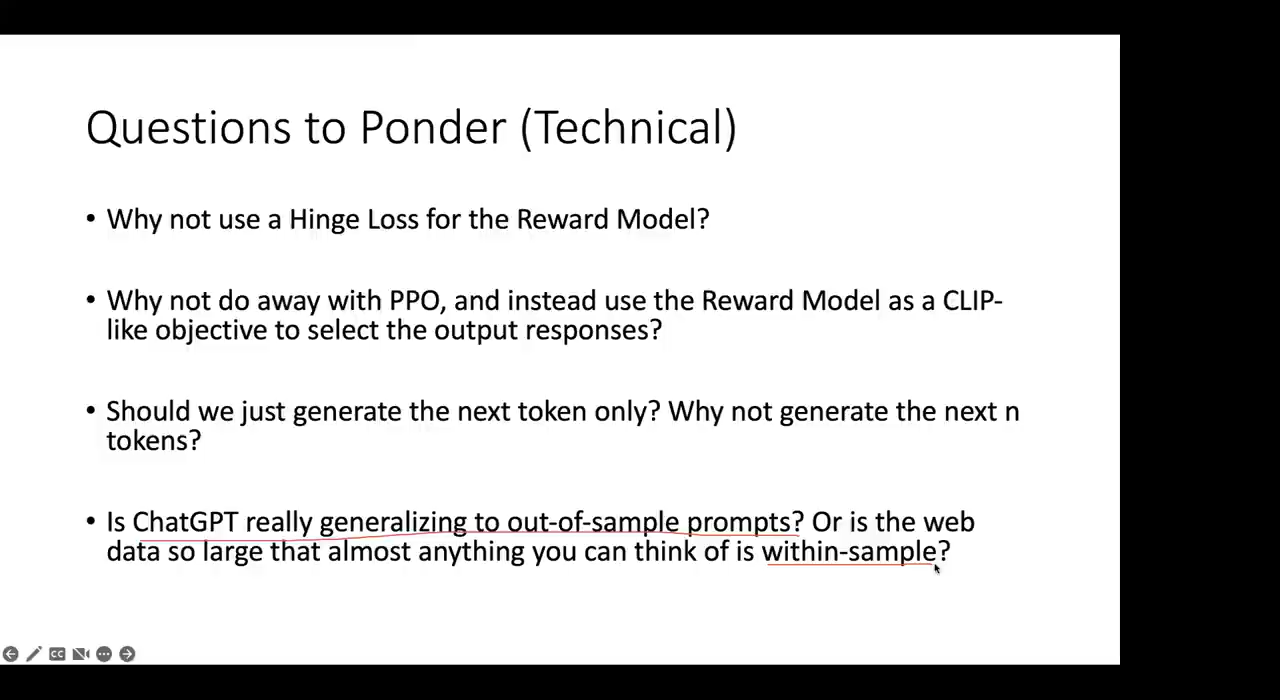 Questions to Ponder (Technical)
• Why not use a Hinge Loss for the Reward Model?
• Why not do away with PPO, and instead use the Reward Model as a CLIP-
like objective to select the output responses?
• Should we just generate the next token only? Why not generate the next n
tokens?
• Is ChatGPT really generalizing to out-of-sample prompts? Or is the web
data so large that almost anything you can think of is within-sample?
CC